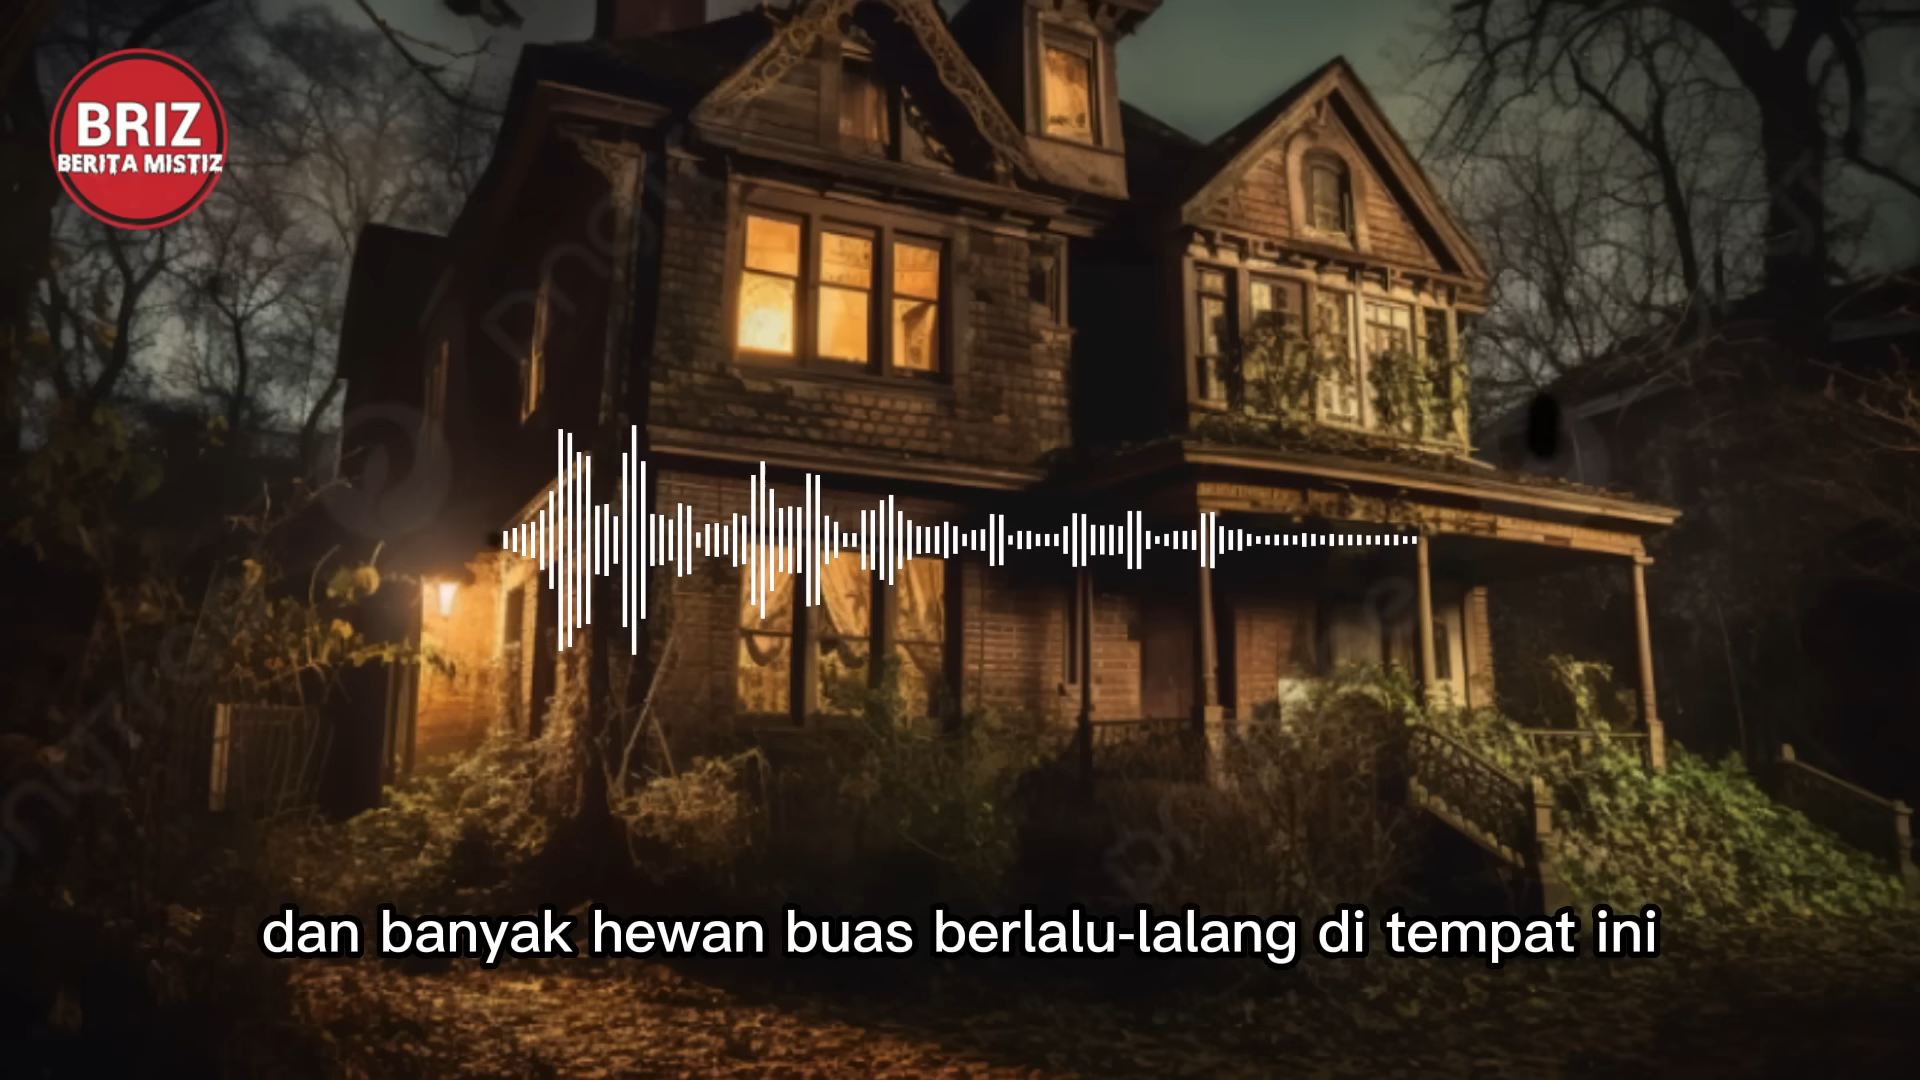 BRIZ
BERITA MISTIZ
dan banyak hewan buas berlalu-lalang di tempat ini